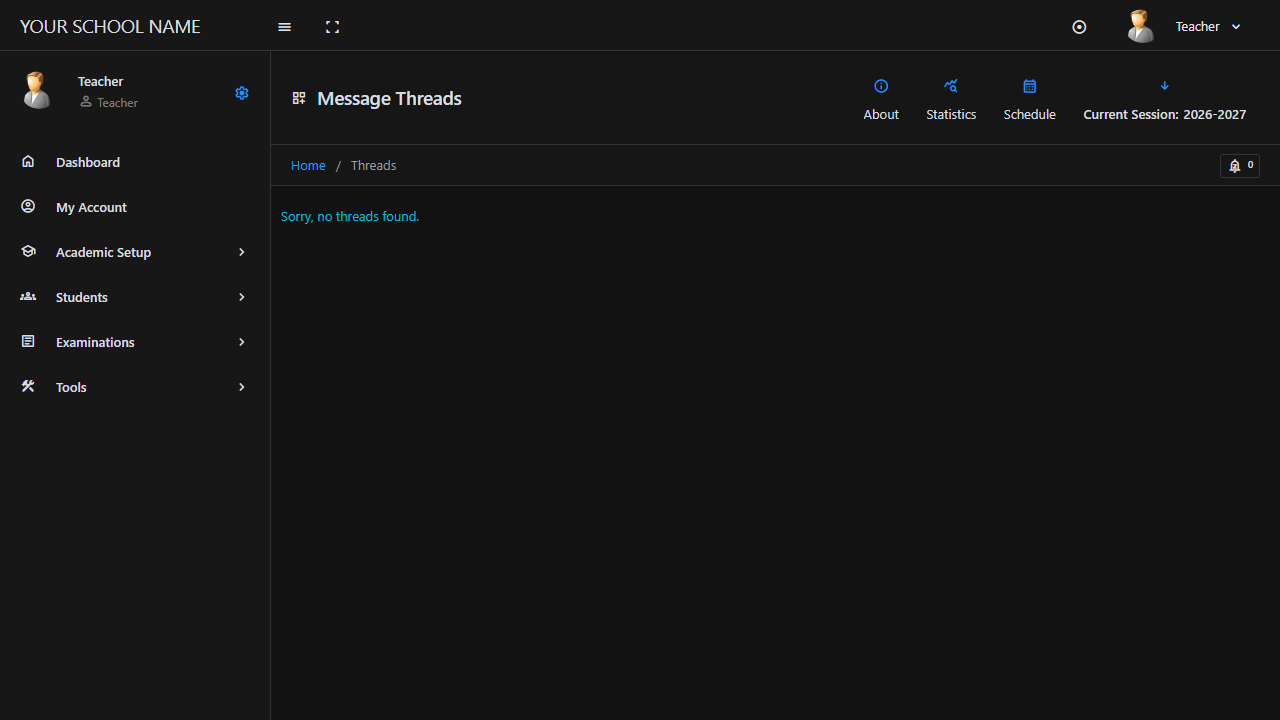 YOUR SCHOOL NAME
Teacher
Teacher
Teacher
Message Threads
About
Statistics
Schedule
Current Session: 2026-2027
Home / Threads
0
Dashboard
My Account
Academic Setup
Students
Examinations
Tools
Sorry, no threads found.